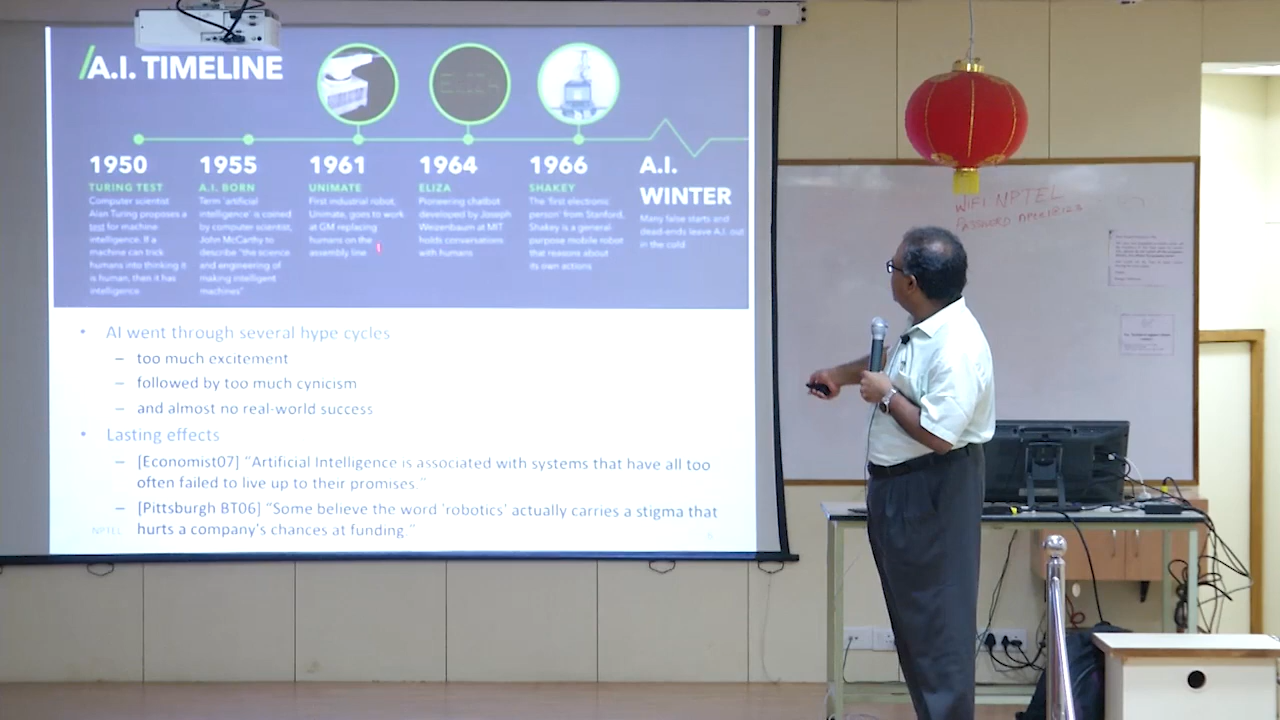 A.I. TIMELINE
1950
TURING TEST
Computer scientist
Alan Turing proposes a
test for machine
intelligence. If a
machine can trick
humans into thinking it
is human, then it has
intelligence
1955
A.I. BORN
Term 'artificial
intelligence' is coined
by computer scientist,
John McCarthy to
describe "the science
and engineering of
making intelligent
machines"
1961
UNIMATE
First industrial robot,
Unimate, goes to work
at GM replacing
humans on the
assembly line
1964
ELIZA
Pioneering chatbot
developed by Joseph
Weizenbaum at MIT
holds conversations
with humans
1966
SHAKEY
The 'first electronic
person' from Stanford,
Shakey is a general-
purpose mobile robot
that reasons about
its own actions
A.I.
WINTER
Many false starts and
dead-ends leave A.I. out
in the cold
• AI went through several hype cycles
– too much excitement
– followed by too much cynicism
– and almost no real-world success
• Lasting effects
– [Economist07] "Artificial Intelligence is associated with systems that have all too
often failed to live up to their promises."
– [Pittsburgh BT06] "Some believe the word 'robotics' actually carries a stigma that
hurts a company's chances at funding."
NPTEL
WiFi NPTEL
PASSWORD